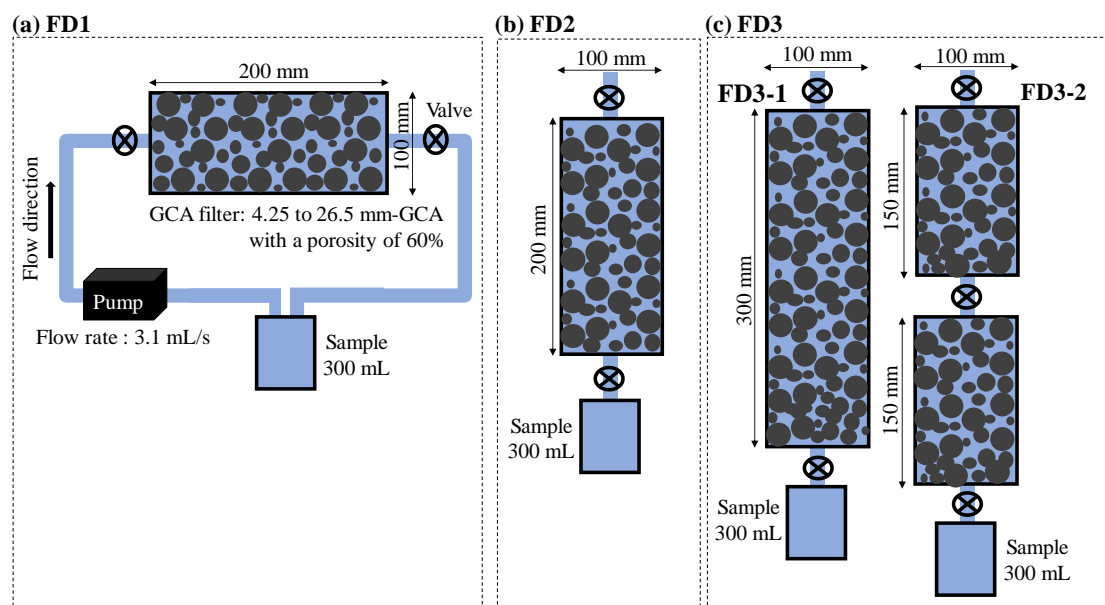 (a) FD1
200 mm
100 mm
Valve
Flow direction
GCA filter: 4.25 to 26.5 mm-GCA
with a porosity of 60%
Pump
Flow rate : 3.1 mL/s
Sample
300 mL
(b) FD2
100 mm
200 mm
Sample
300 mL
(c) FD3
100 mm
FD3-1
300 mm
Sample
300 mL
100 mm
FD3-2
150 mm
150 mm
Sample
300 mL